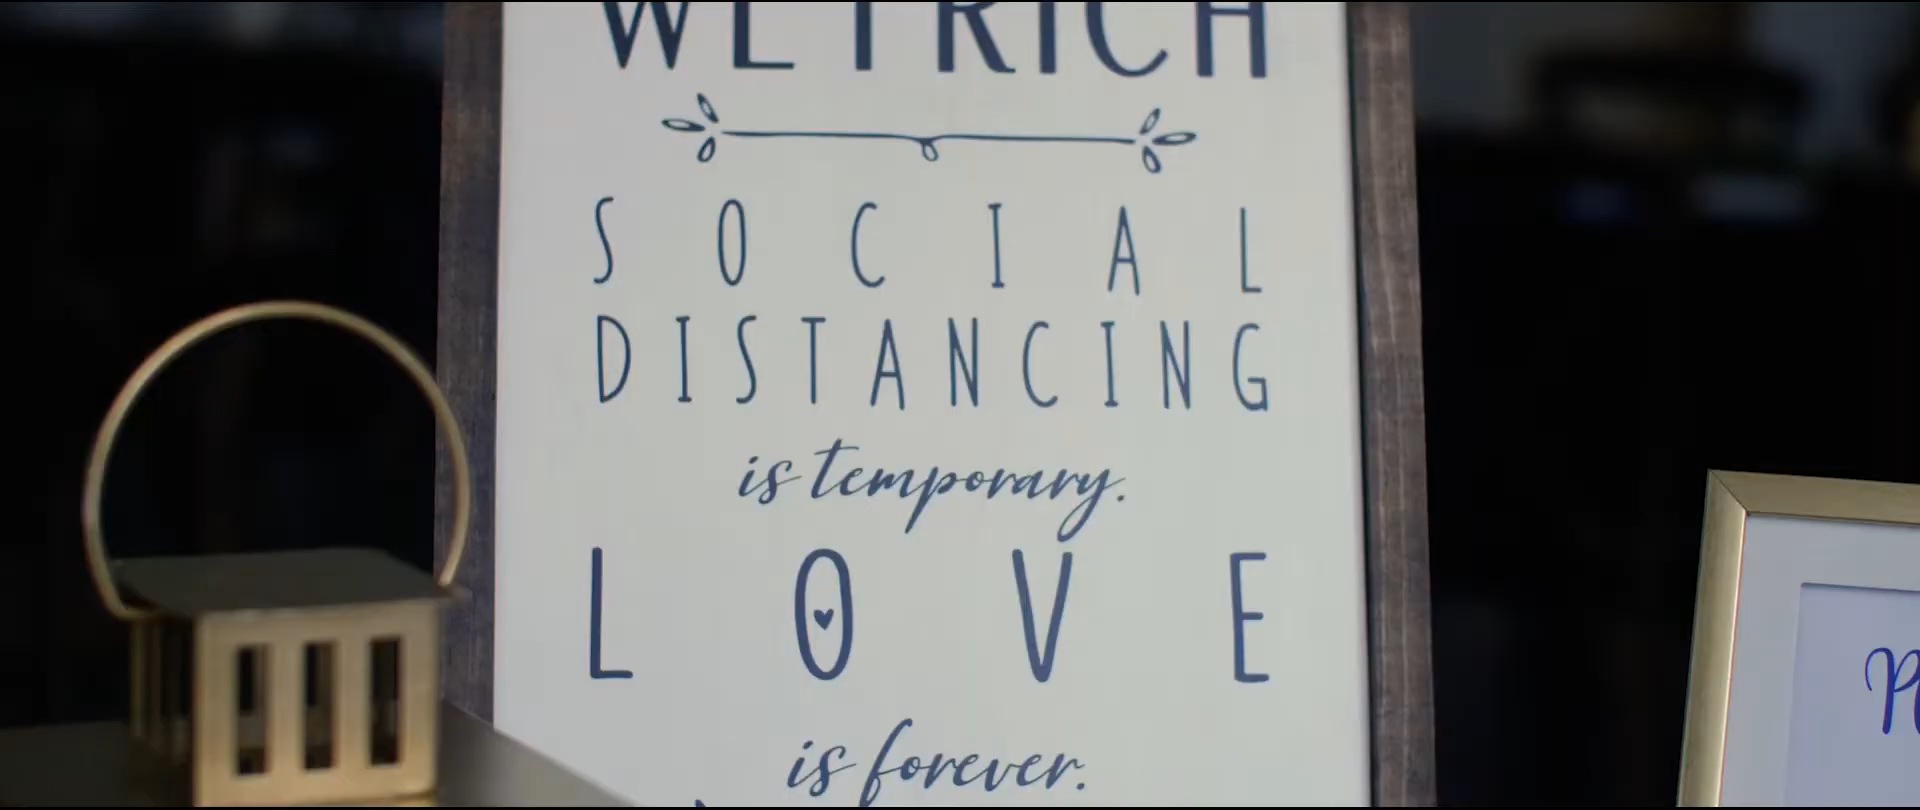 WETRICH
SOCIAL
DISTANCING
is temporary.
LOVE
is forever.